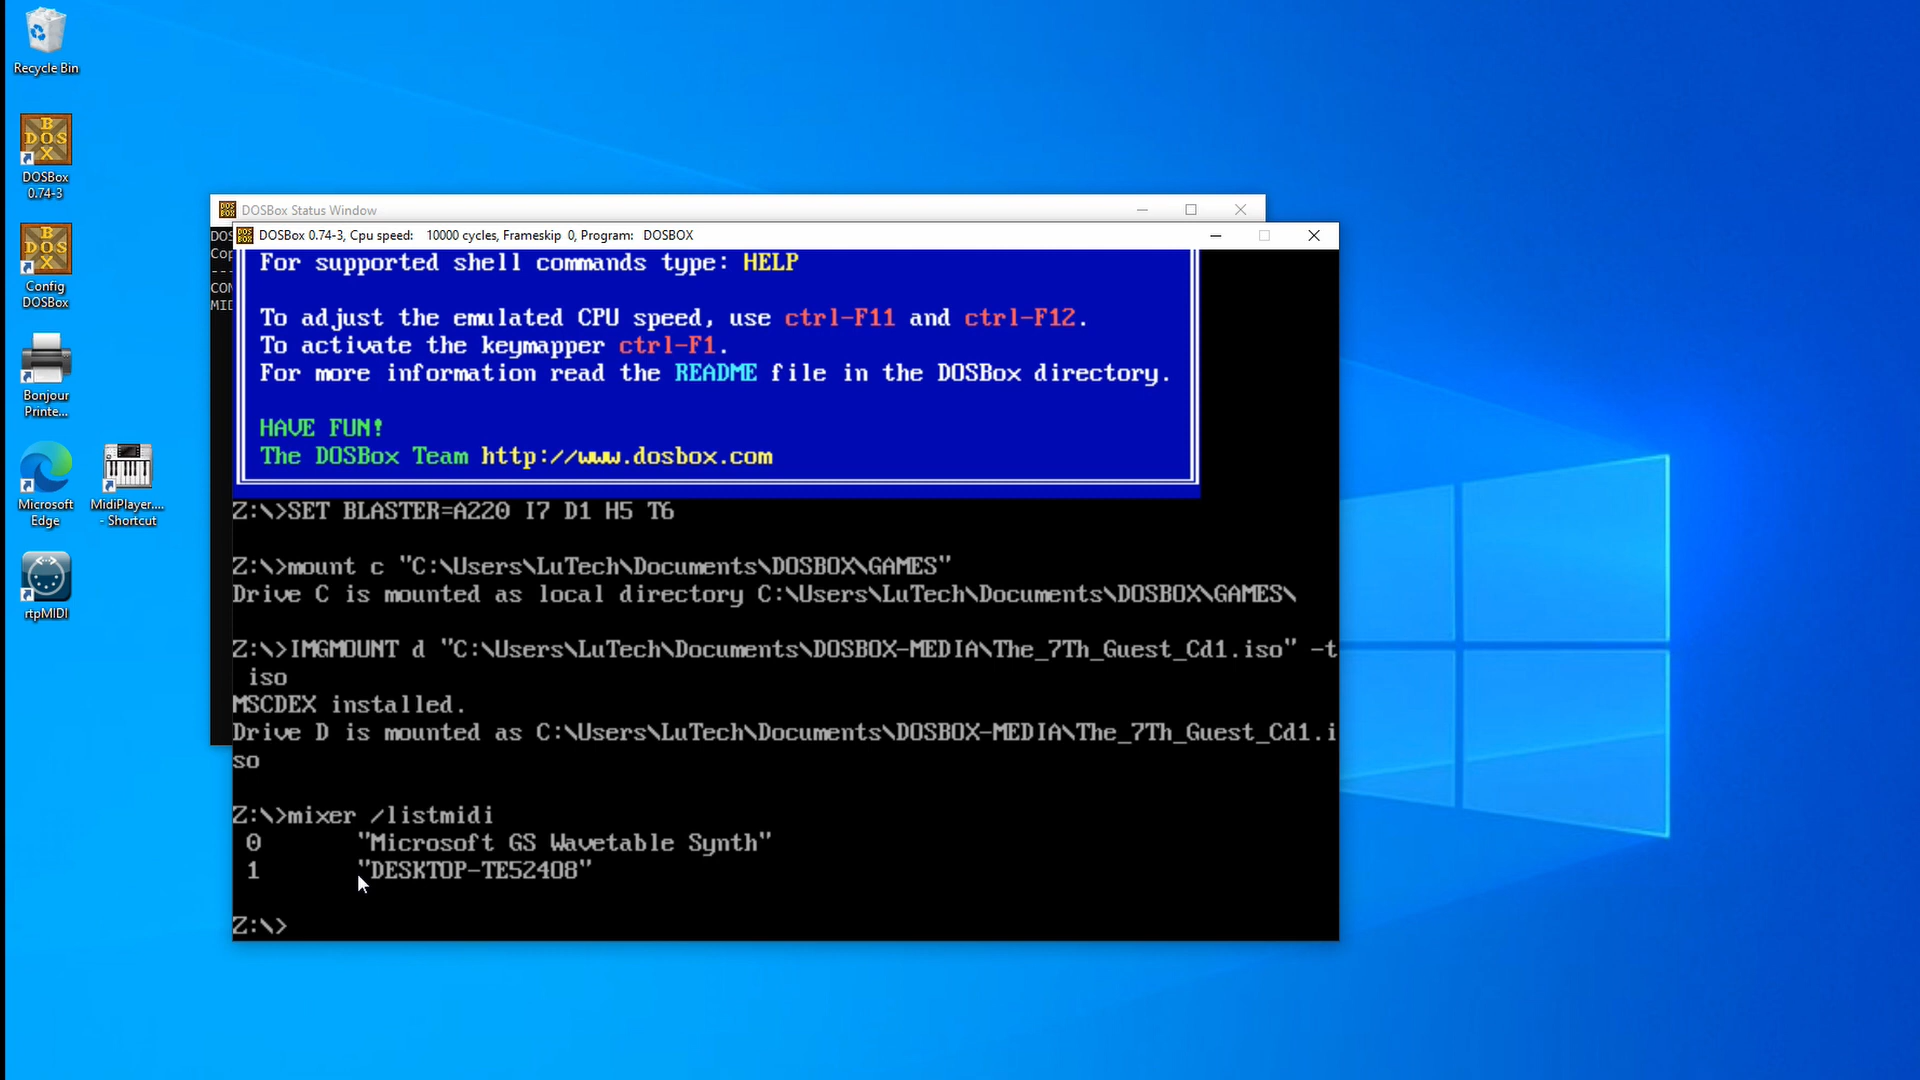 Recycle Bin
DOSBox
0.74-3
Config
DOSBox
Bonjour
Printe...
Microsoft
Edge
MidiPlayer....
- Shortcut
rtpMIDI
DOSBox Status Window
DOSBox 0.74-3, Cpu speed: 10000 cycles, Frameskip 0, Program: DOSBOX
DOS
Cop
---
CON
MID
For supported shell commands type: HELP
To adjust the emulated CPU speed, use ctrl-F11 and ctrl-F12.
To activate the keymapper ctrl-F1.
For more information read the README file in the DOSBox directory.
HAVE FUN!
The DOSBox Team http://www.dosbox.com
Z:\>SET BLASTER=A220 I7 D1 H5 T6
Z:\>mount c "C:\Users\LuTech\Documents\DOSBOX\GAMES"
Drive C is mounted as local directory C:\Users\LuTech\Documents\DOSBOX\GAMES\
Z:\>IMGMOUNT d "C:\Users\LuTech\Documents\DOSBOX-MEDIA\The_7Th_Guest_Cd1.iso" -t
iso
MSCDEX installed.
Drive D is mounted as C:\Users\LuTech\Documents\DOSBOX-MEDIA\The_7Th_Guest_Cd1.i
so
Z:\>mixer /listmidi
0 "Microsoft GS Wavetable Synth"
1 "DESKTOP-TE524O8"
Z:\>